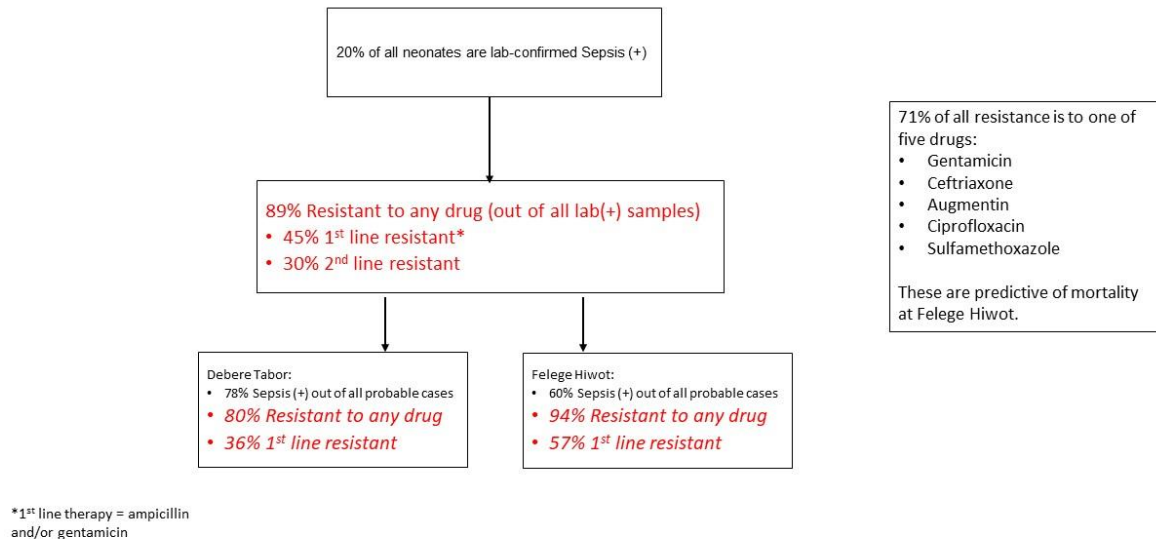 20% of all neonates are lab-confirmed Sepsis (+)
89% Resistant to any drug (out of all lab(+) samples)
• 45% 1st line resistant*
• 30% 2nd line resistant
Debere Tabor:
• 78% Sepsis (+) out of all probable cases
• 80% Resistant to any drug
• 36% 1st line resistant
Felege Hiwot:
• 60% Sepsis (+) out of all probable cases
• 94% Resistant to any drug
• 57% 1st line resistant
71% of all resistance is to one of
five drugs:
• Gentamicin
• Ceftriaxone
• Augmentin
• Ciprofloxacin
• Sulfamethoxazole
These are predictive of mortality
at Felege Hiwot.
*1st line therapy = ampicillin
and/or gentamicin